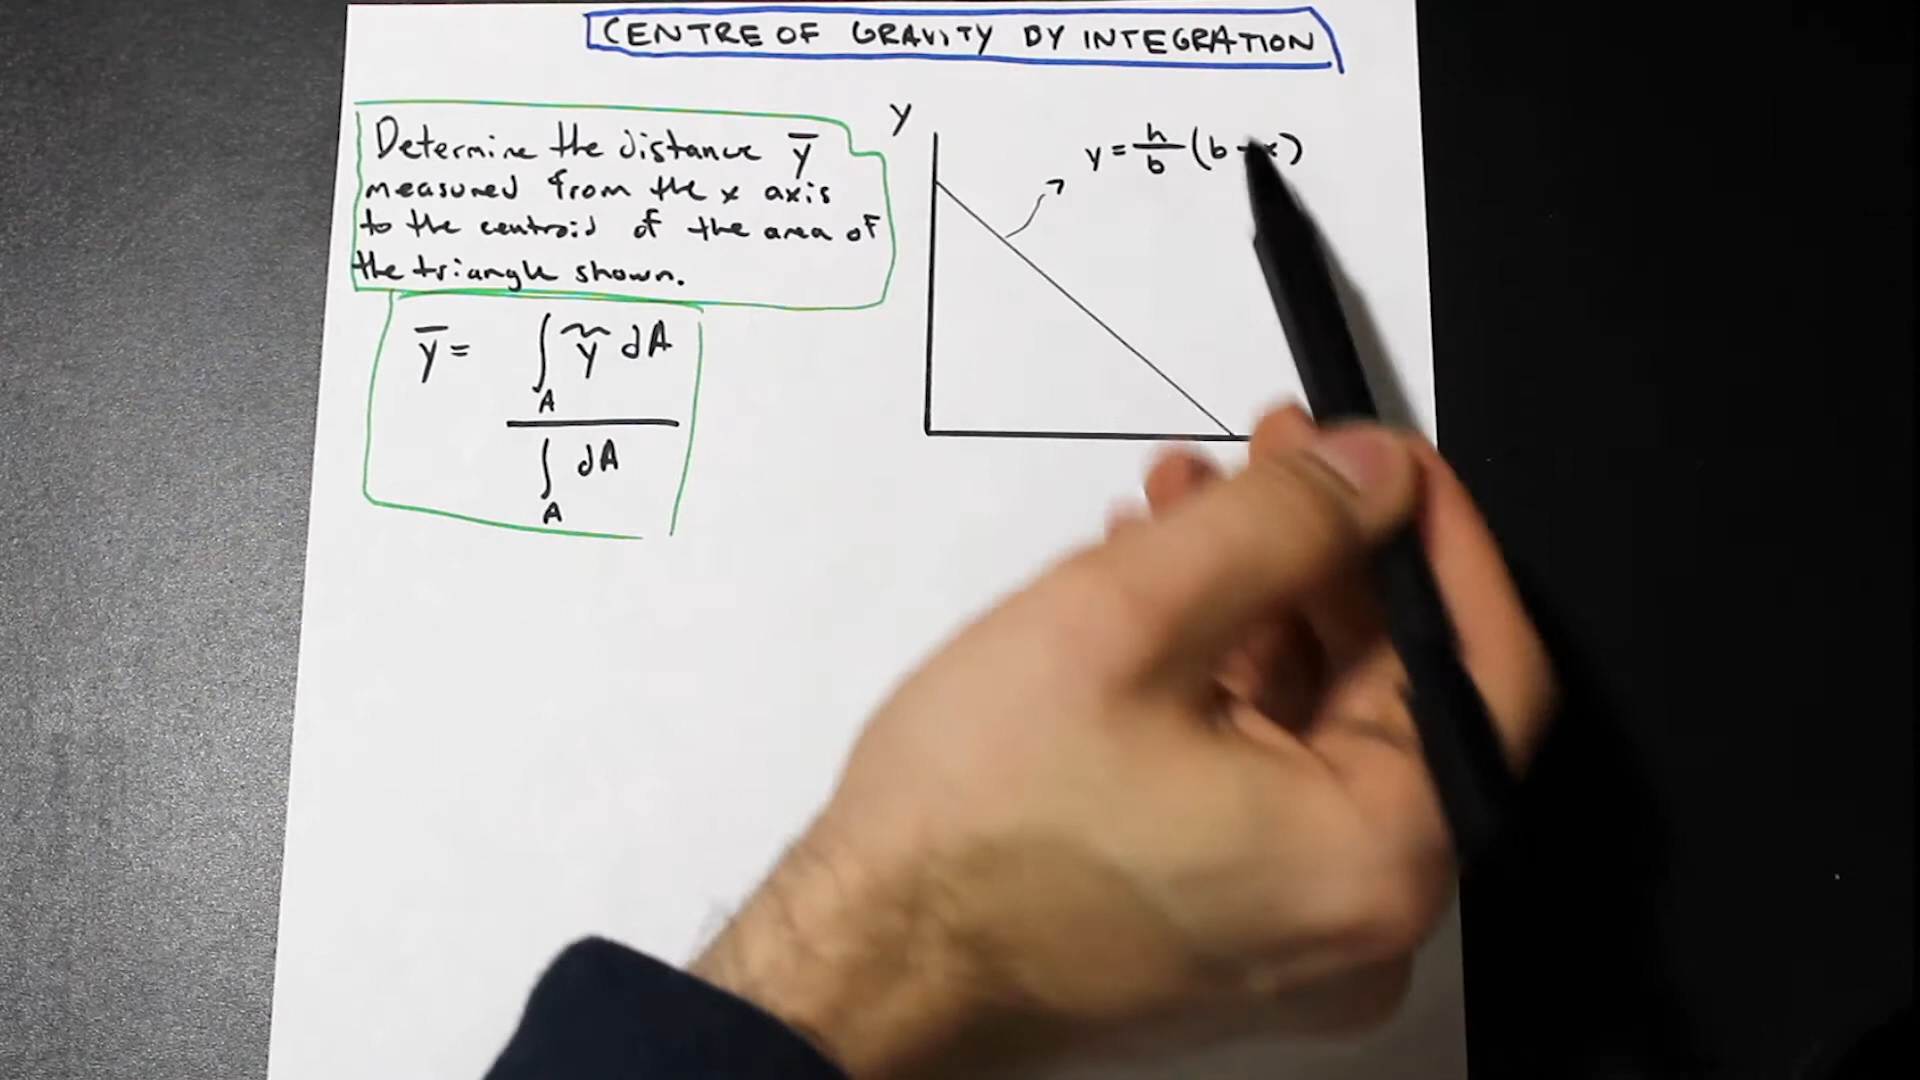 CENTRE OF GRAVITY BY INTEGRATION
Determine the distance ȳ
measured from the x axis
to the centroid of the area of
the triangle shown.
ȳ = ∫A ỹ dA / ∫A dA
y
y = h/b (b - x)